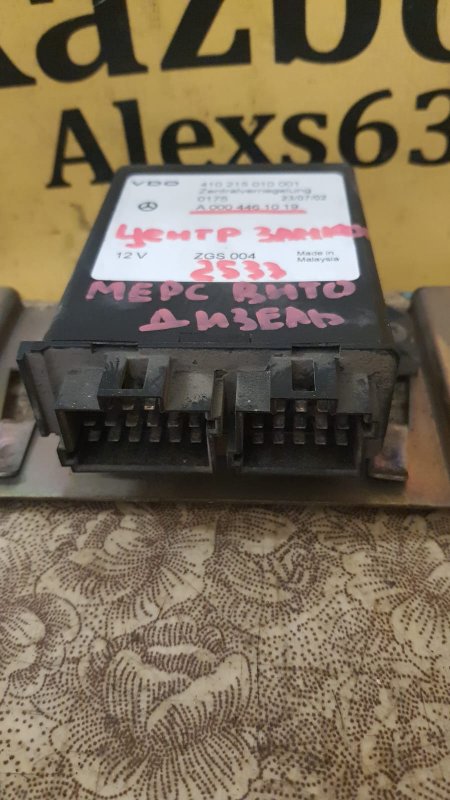 Razbo
Alexs63
VDO 410 215 010 001
Zentralverriegelung
0175 23/07/02
A 000 446 10 19
ЦЕНТР ЗАМКО
12 V ZGS 004 Made in Malaysia
2533
МЕРС ВИТО
ДИЗЕЛЬ